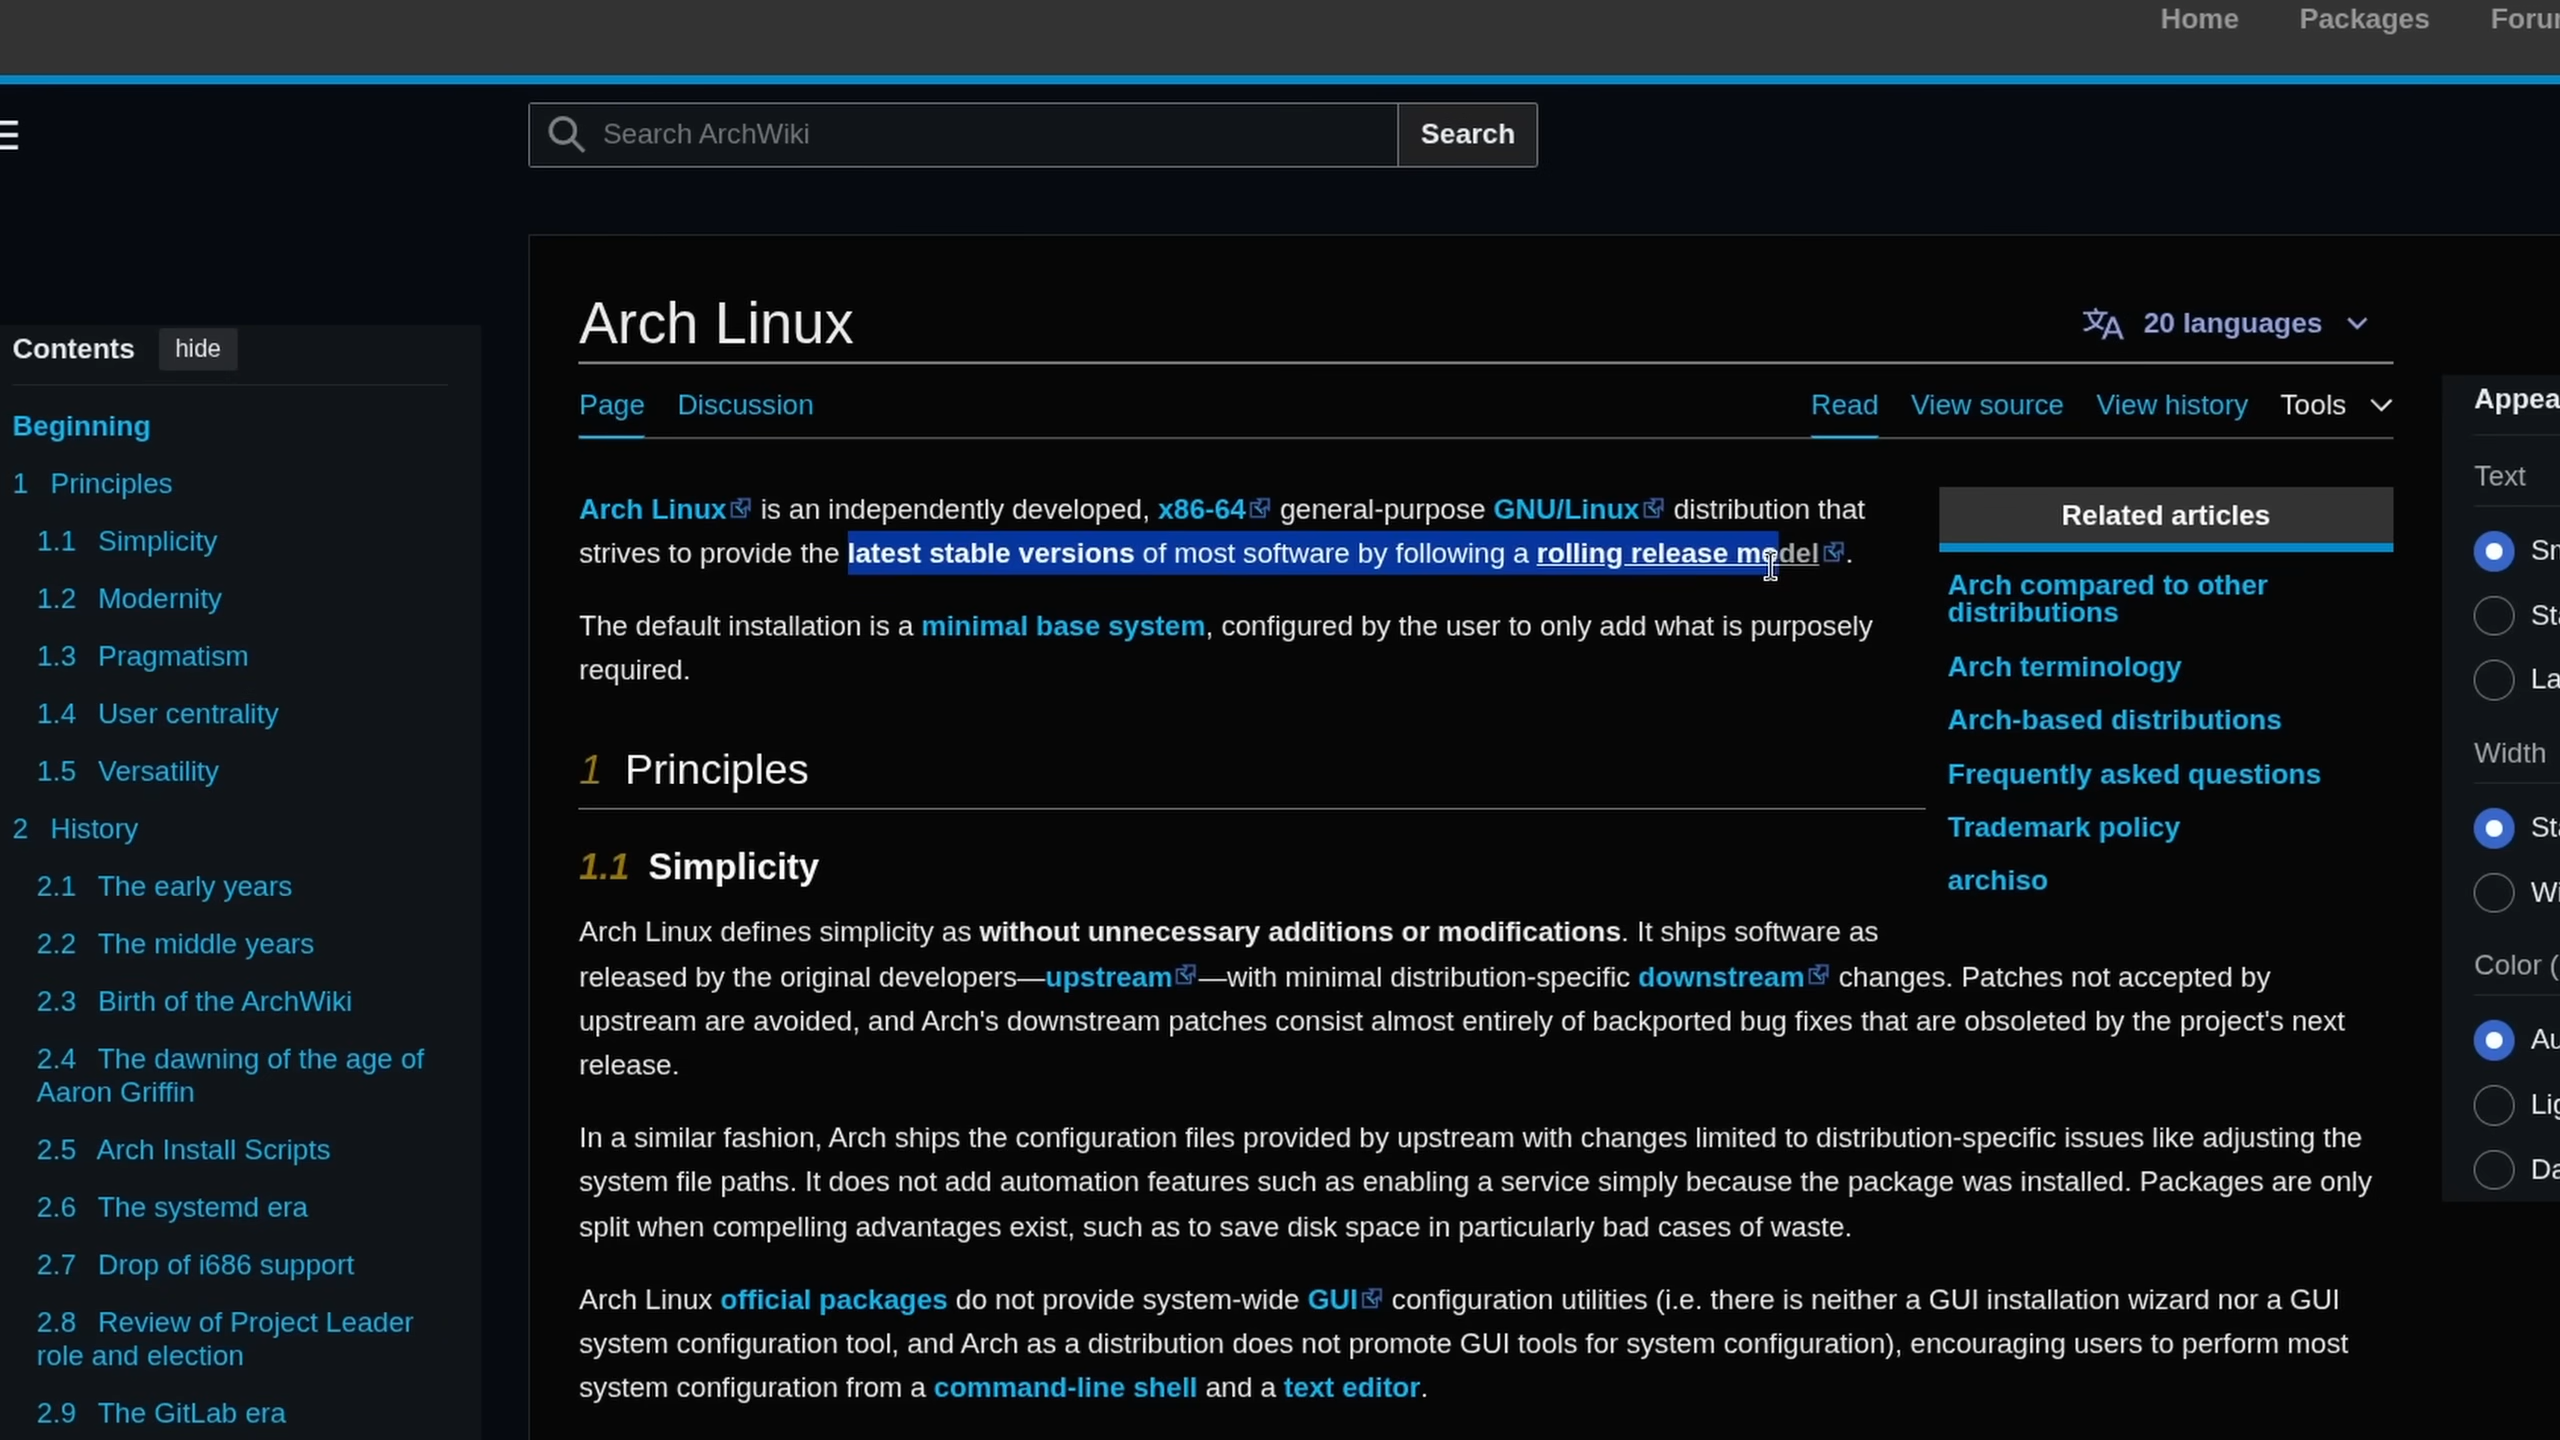 Home Packages
Search ArchWiki Search
Contents hide
Beginning
1 Principles
1.1 Simplicity
1.2 Modernity
1.3 Pragmatism
1.4 User centrality
1.5 Versatility
2 History
2.1 The early years
2.2 The middle years
2.3 Birth of the ArchWiki
2.4 The dawning of the age of
Aaron Griffin
2.5 Arch Install Scripts
2.6 The systemd era
2.7 Drop of i686 support
2.8 Review of Project Leader
role and election
2.9 The GitLab era
Arch Linux
20 languages
Page Discussion
Read View source View history Tools
Arch Linux is an independently developed, x86-64 general-purpose GNU/Linux distribution that
strives to provide the latest stable versions of most software by following a rolling release model.
The default installation is a minimal base system, configured by the user to only add what is purposely
required.
Related articles
Arch compared to other
distributions
Arch terminology
Arch-based distributions
Frequently asked questions
Trademark policy
archiso
1 Principles
1.1 Simplicity
Arch Linux defines simplicity as without unnecessary additions or modifications. It ships software as
released by the original developers—upstream—with minimal distribution-specific downstream changes. Patches not accepted by
upstream are avoided, and Arch's downstream patches consist almost entirely of backported bug fixes that are obsoleted by the project's next
release.
In a similar fashion, Arch ships the configuration files provided by upstream with changes limited to distribution-specific issues like adjusting the
system file paths. It does not add automation features such as enabling a service simply because the package was installed. Packages are only
split when compelling advantages exist, such as to save disk space in particularly bad cases of waste.
Arch Linux official packages do not provide system-wide GUI configuration utilities (i.e. there is neither a GUI installation wizard nor a GUI
system configuration tool, and Arch as a distribution does not promote GUI tools for system configuration), encouraging users to perform most
system configuration from a command-line shell and a text editor.
Text
Width
Color